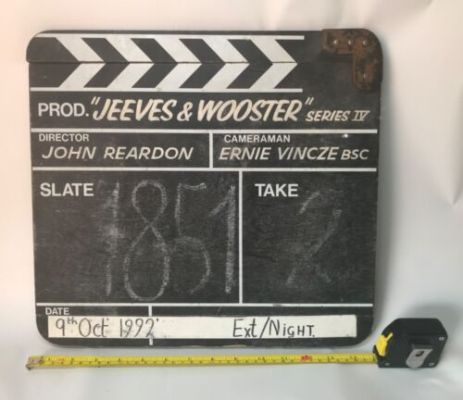 PROD. "JEEVES & WOOSTER" SERIES IV
DIRECTOR
JOHN REARDON
CAMERAMAN
ERNIE VINCZE BSC
SLATE 1851 TAKE 2
DATE
9th Oct 1992' Ext/NIGHT.